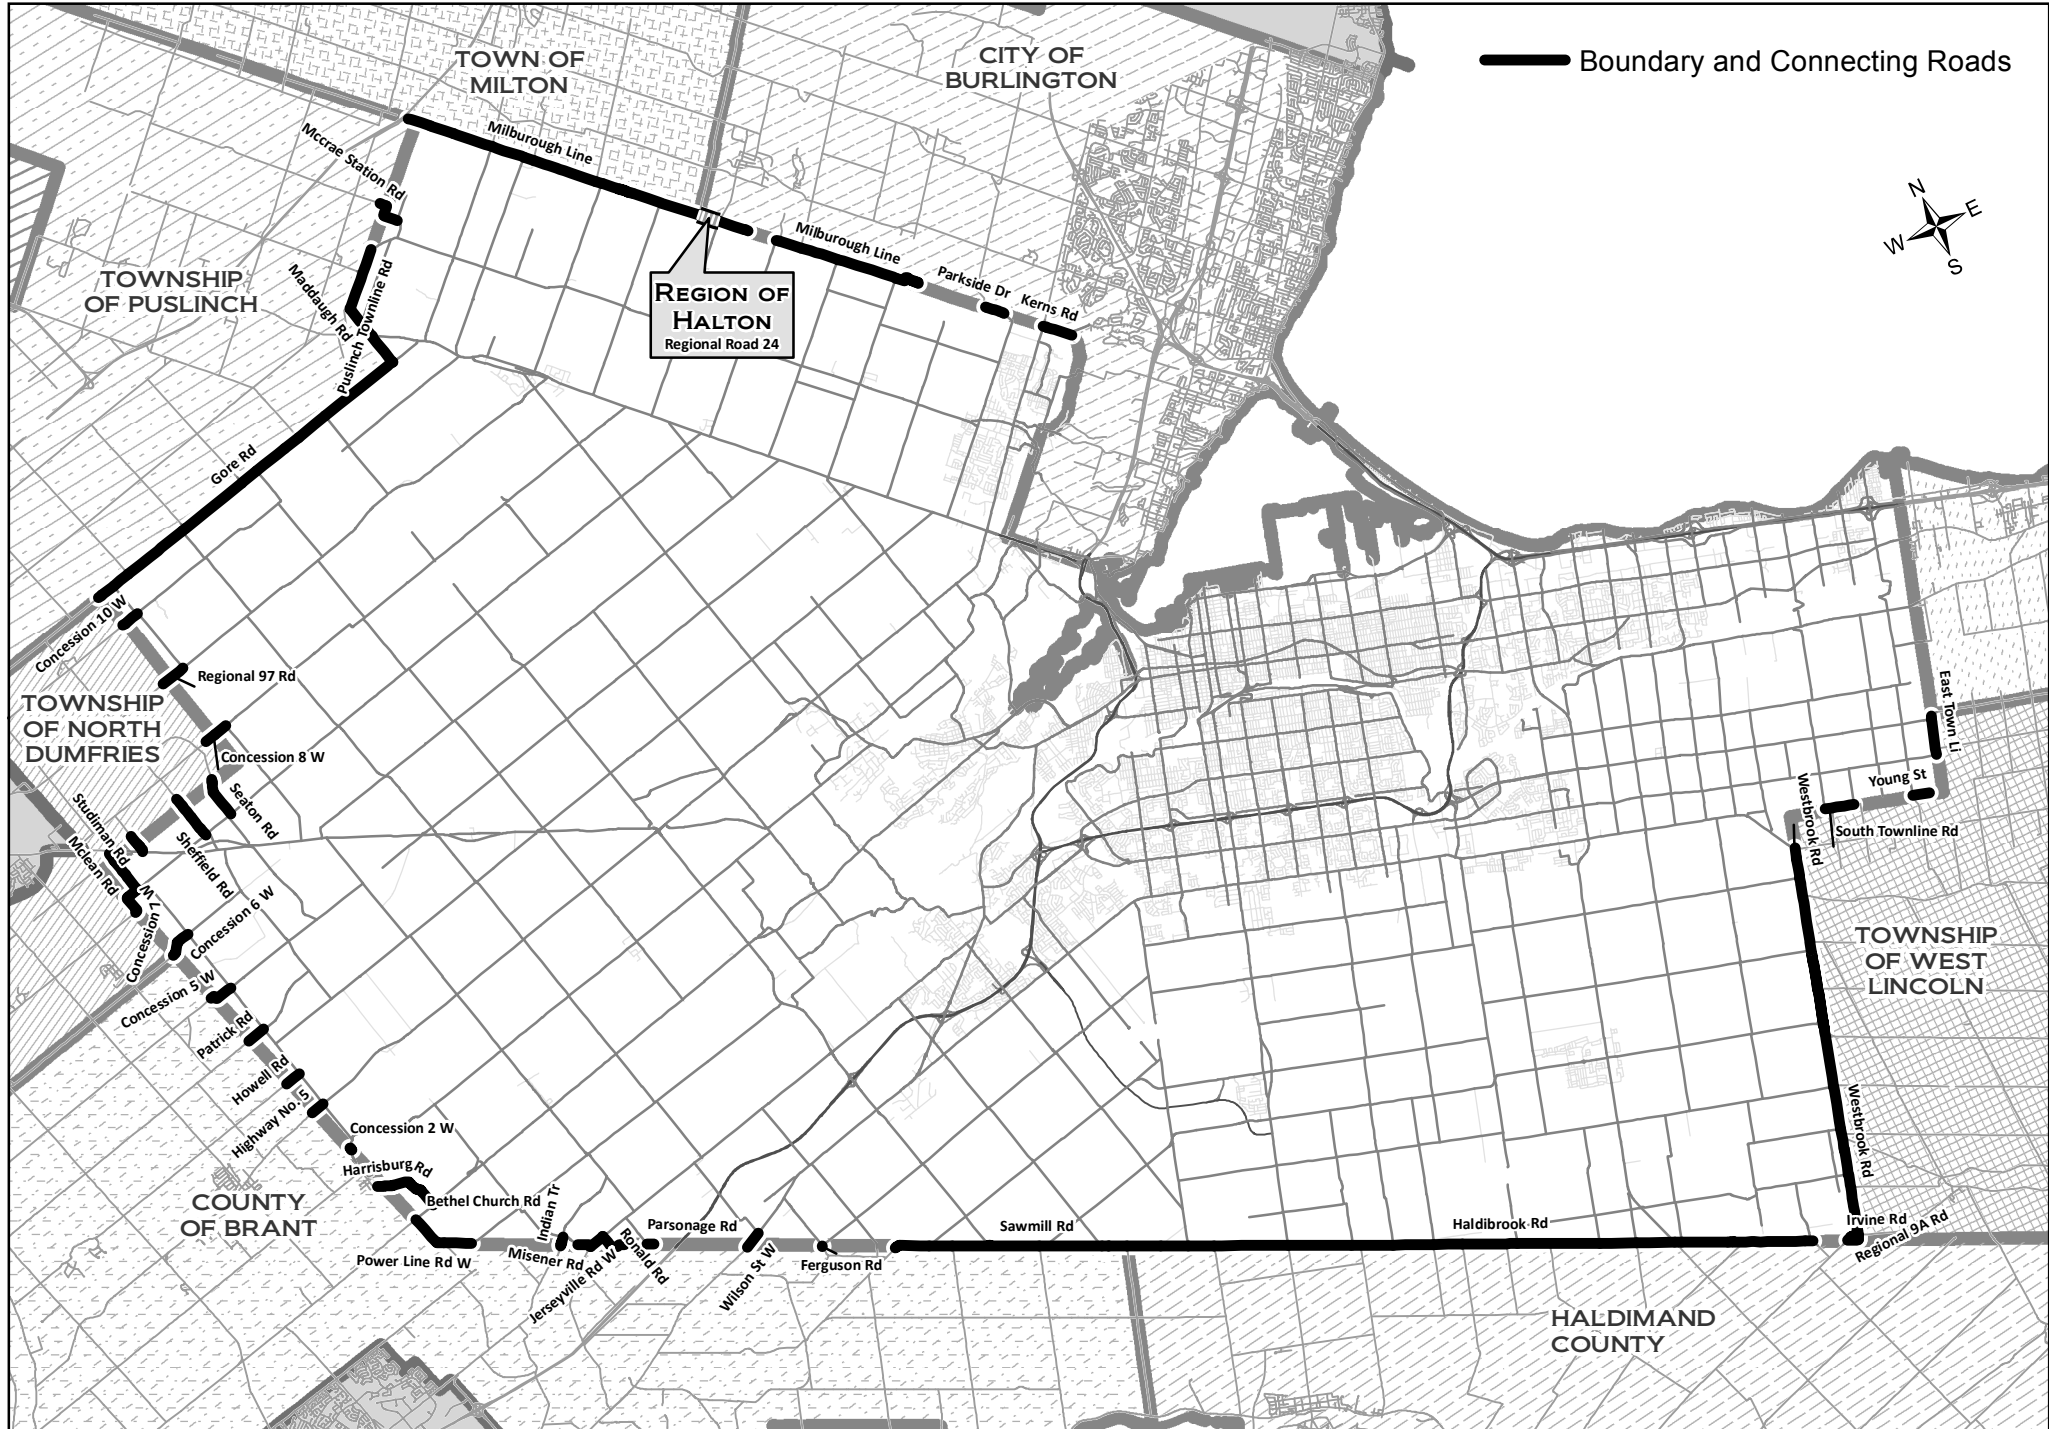 TOWN OF
MILTON
CITY OF
BURLINGTON
Boundary and Connecting Roads
Milburough Line
Mccrae Station Rd
N
E
W
S
Milburough Line
TOWNSHIP
OF PUSLINCH
Maddaugh Rd
Puslinch Townline Rd
REGION OF
HALTON
Regional Road 24
Parkside Dr
Kerns Rd
Gore Rd
Concession 10 W
Regional 97 Rd
TOWNSHIP
OF NORTH
DUMFRIES
Concession 8 W
Seaton Rd
Studiman Rd
Sheffield Rd
Mclean Rd
Concession 7 W
Concession 6 W
Concession 5 W
Patrick Rd
Howell Rd
Highway No. 5
Concession 2 W
Harrisburg Rd
Bethel Church Rd
COUNTY
OF BRANT
Power Line Rd W
Indian Tr
Misener Rd
Jerseyville Rd W
Ronald Rd
Parsonage Rd
Wilson St W
Ferguson Rd
Sawmill Rd
Haldibrook Rd
East Town Li
Young St
Westbrook Rd
South Townline Rd
TOWNSHIP
OF WEST
LINCOLN
Westbrook Rd
Irvine Rd
Regional 9A Rd
HALDIMAND
COUNTY